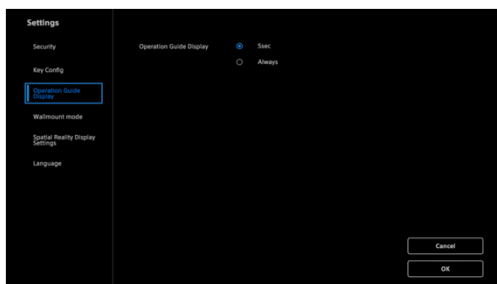 Settings
Security
Operation Guide Display
5sec
Always
Key Config
Operation Guide
Display
Wallmount mode
Spatial Reality Display
Settings
Language
Cancel
OK